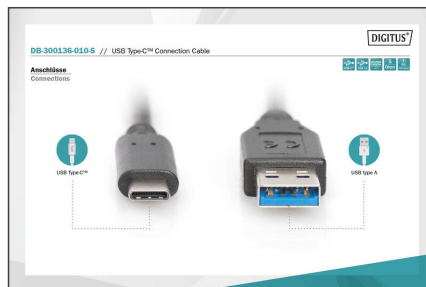 DIGITUS®
DB-300136-010-S // USB Type-C™ Connection Cable
Anschlüsse
Connections
USB Type-C™
USB type A